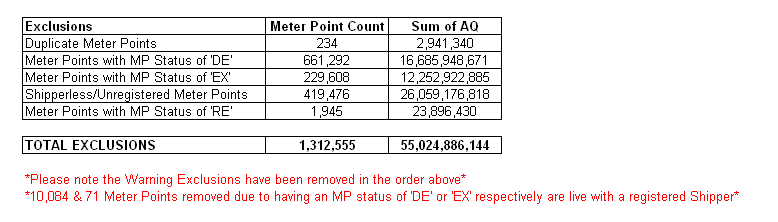 Exclusions Meter Point Count Sum of AQ
Duplicate Meter Points 234 2,941,340
Meter Points with MP Status of 'DE' 661,292 16,685,948,671
Meter Points with MP Status of 'EX' 229,608 12,252,922,885
Shipperless/Unregistered Meter Points 419,476 26,059,176,818
Meter Points with MP Status of 'RE' 1,945 23,896,430
TOTAL EXCLUSIONS 1,312,555 55,024,886,144
*Please note the Warning Exclusions have been removed in the order above*
*10,084 & 71 Meter Points removed due to having an MP status of 'DE' or 'EX' respectively are live with a registered Shipper*